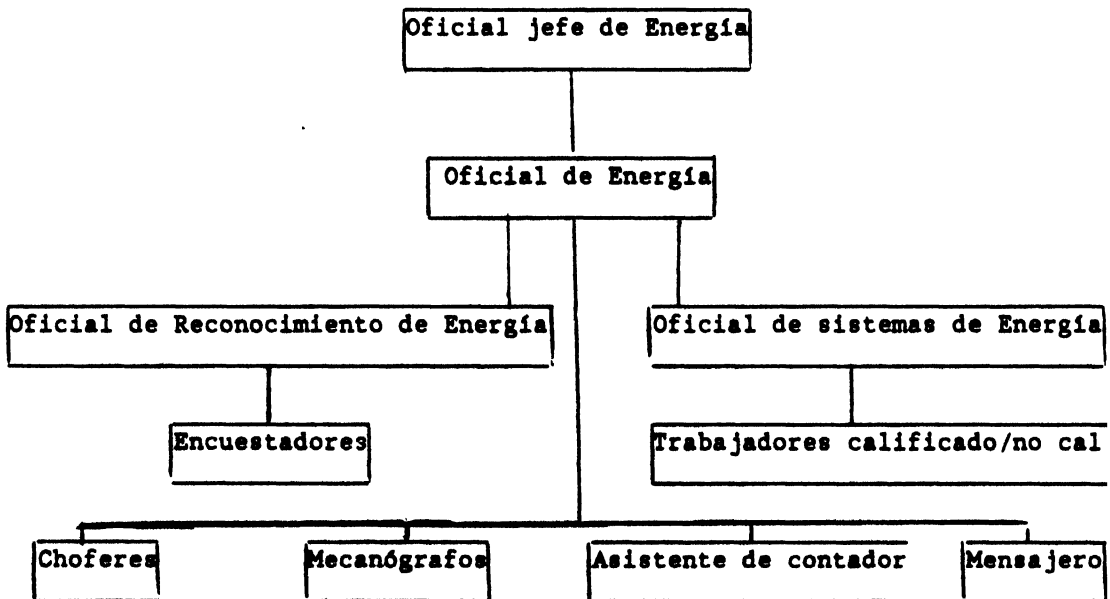 Oficial jefe de Energía
Oficial de Energía
Oficial de Reconocimiento de Energía
Oficial de sistemas de Energía
Encuestadores
Trabajadores calificado/no cal
Choferes
Mecanógrafos
Asistente de contador
Mensajero